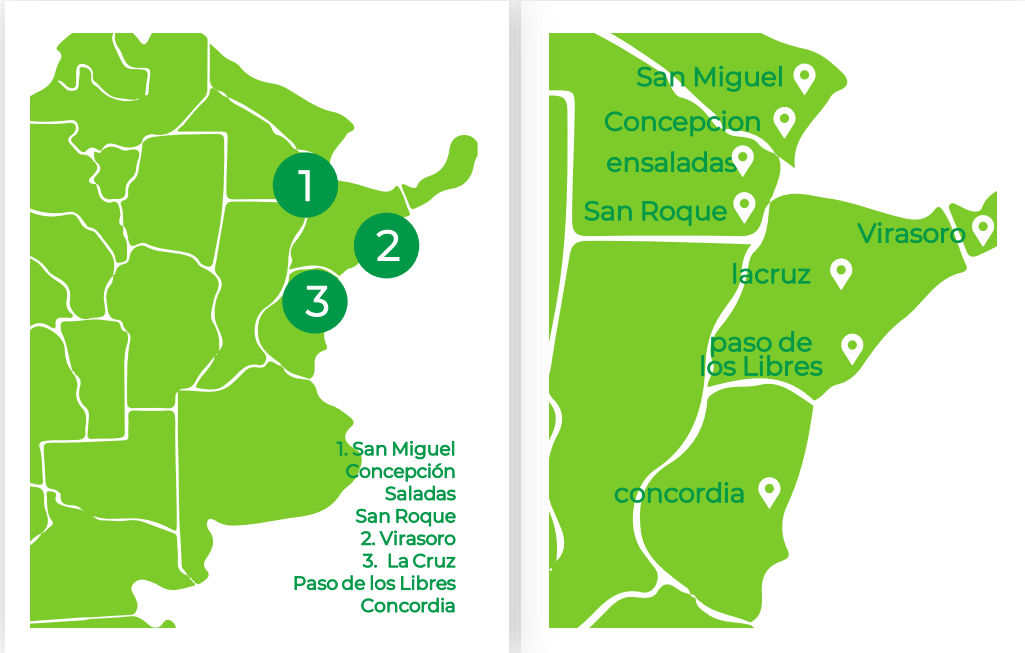 1
2
3
1. San Miguel
Concepción
Saladas
San Roque
2. Virasoro
3. La Cruz
Paso de los Libres
Concordia
San Miguel
Concepcion
ensaladas
San Roque
Virasoro
lacruz
paso de
los Libres
concordia